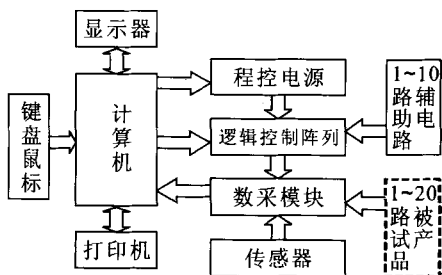 显示器
键盘鼠标
计算机
程控电源
逻辑控制阵列
数采模块
打印机
传感器
1~10
路辅
助电
路
1~20
路被
试产
品